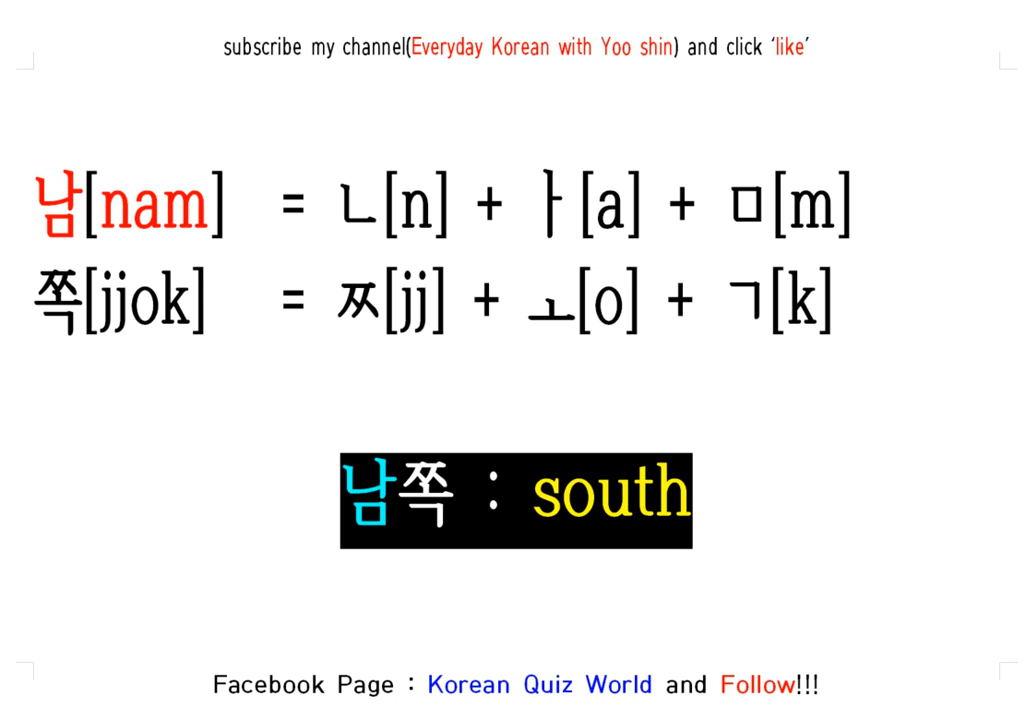 subscribe my channel(Everyday Korean with Yoo shin) and click ‘like’
남[nam] = ㄴ[n] + ㅏ[a] + ㅁ[m]
쪽[jjok] = ㅉ[jj] + ㅗ[o] + ㄱ[k]
남쪽 : south
Facebook Page : Korean Quiz World and Follow!!!